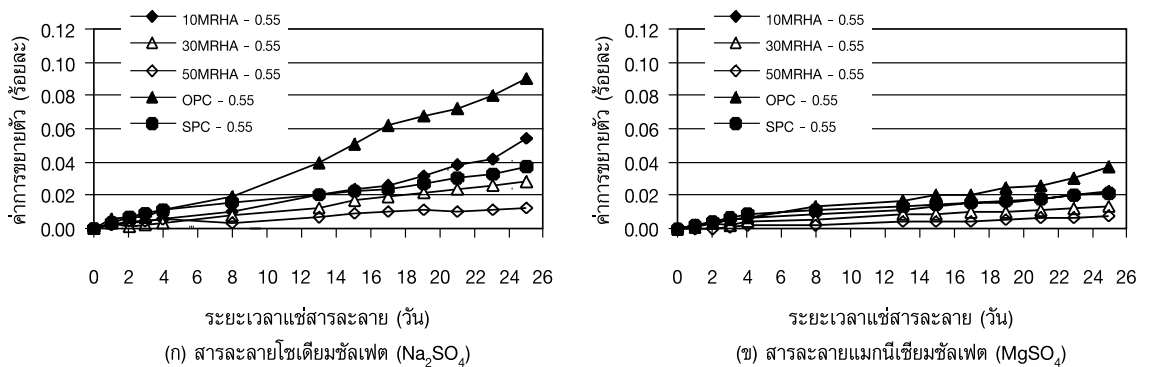 10MRHA - 0.55
30MRHA - 0.55
50MRHA - 0.55
OPC - 0.55
SPC - 0.55
ค่าการขยายตัว (ร้อยละ)
0.12
0.10
0.08
0.06
0.04
0.02
0.00
0 2 4 6 8 10 12 14 16 18 20 22 24 26
ระยะเวลาแช่สารละลาย (วัน)
(ก) สารละลายโซเดียมซัลเฟต (Na₂SO₄)
10MRHA - 0.55
30MRHA - 0.55
50MRHA - 0.55
OPC - 0.55
SPC - 0.55
ค่าการขยายตัว (ร้อยละ)
0.12
0.10
0.08
0.06
0.04
0.02
0.00
0 2 4 6 8 10 12 14 16 18 20 22 24 26
ระยะเวลาแช่สารละลาย (วัน)
(ข) สารละลายแมกนีเซียมซัลเฟต (MgSO₄)